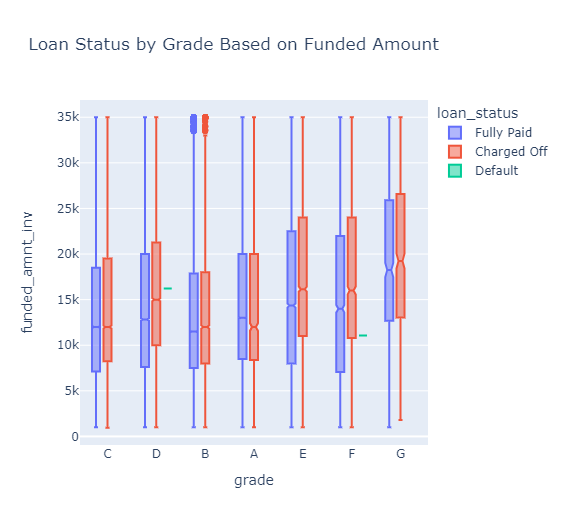 Loan Status by Grade Based on Funded Amount
loan_status
Fully Paid
Charged Off
Default
funded_amnt_inv
35k
30k
25k
20k
15k
10k
5k
0
C D B A E F G
grade